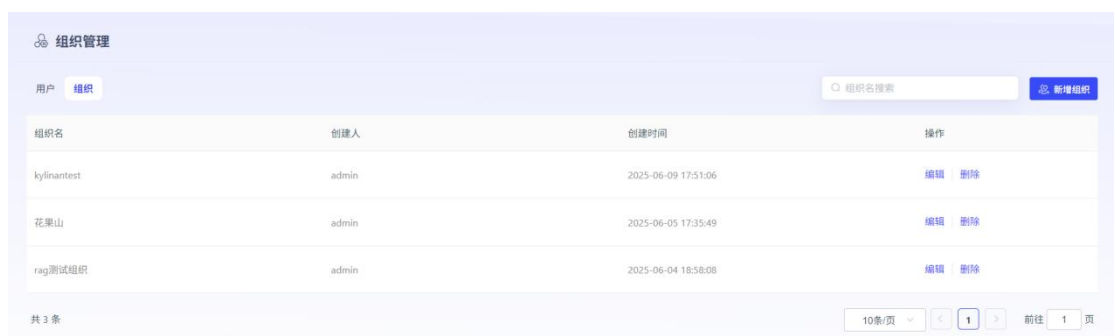 组织管理
用户 组织 组织名搜索 新增组织
组织名 创建人 创建时间 操作
kylinantest admin 2025-06-09 17:51:06 编辑 删除
花果山 admin 2025-06-05 17:35:49 编辑 删除
rag测试组织 admin 2025-06-04 18:58:08 编辑 删除
共 3 条 10条/页 1 前往 1 页